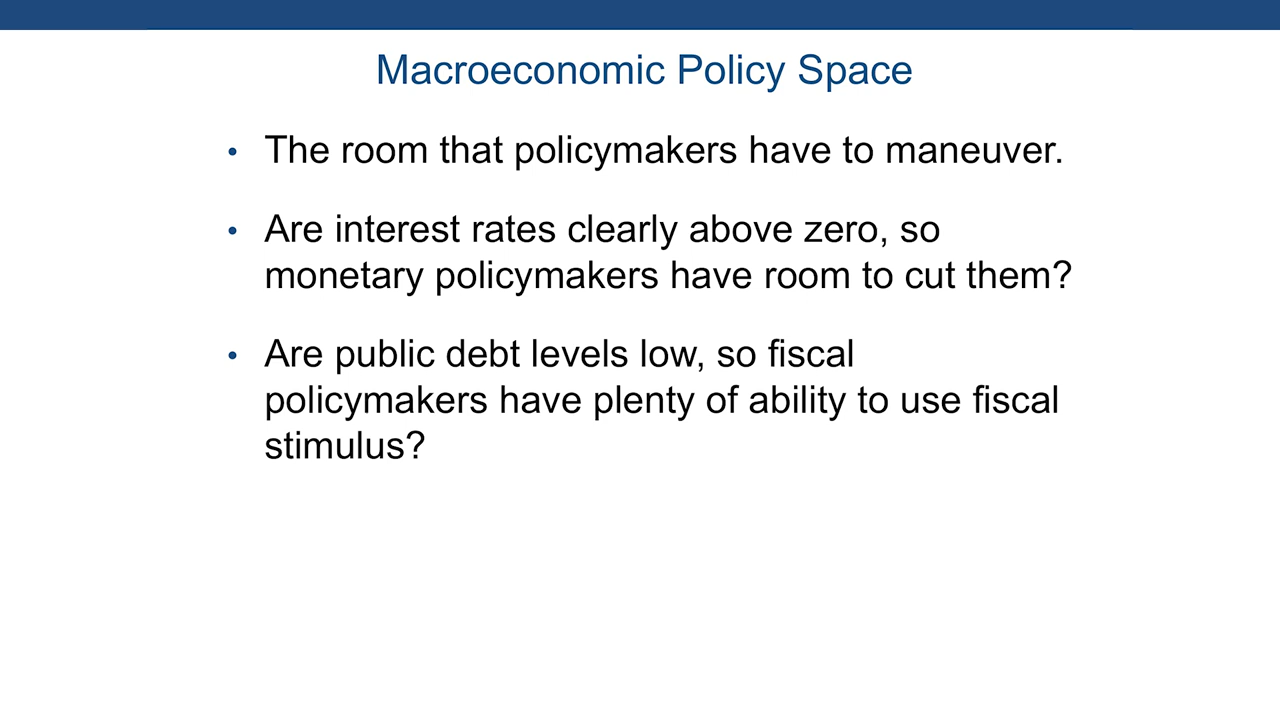 Macroeconomic Policy Space
• The room that policymakers have to maneuver.
• Are interest rates clearly above zero, so
monetary policymakers have room to cut them?
• Are public debt levels low, so fiscal
policymakers have plenty of ability to use fiscal
stimulus?